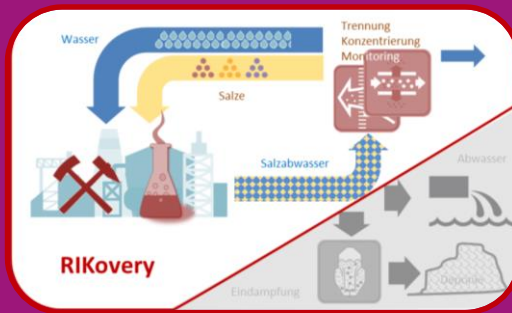 Wasser
Trennung
Konzentrierung
Monitoring
Salze
Salzabwasser
Abwasser
RIKovery
Eindampfung
Deponie